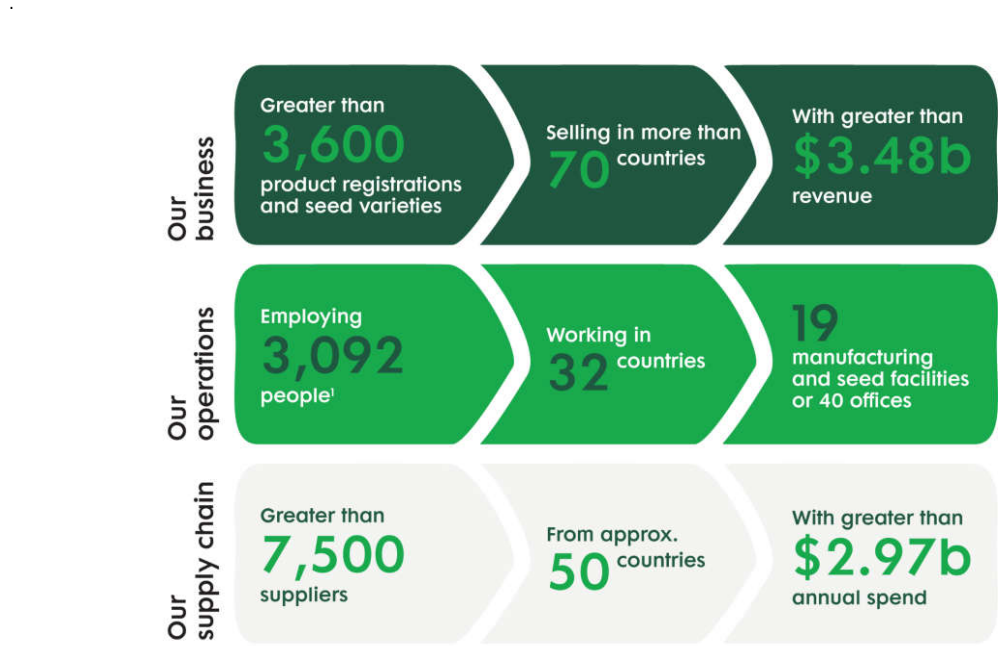 .
Our
business
Greater than
3,600
product registrations
and seed varieties
Selling in more than
70 countries
With greater than
$3.48b
revenue
Our
operations
Employing
3,092
people¹
Working in
32 countries
19
manufacturing
and seed facilities
or 40 offices
Our
supply chain
Greater than
7,500
suppliers
From approx.
50 countries
With greater than
$2.97b
annual spend